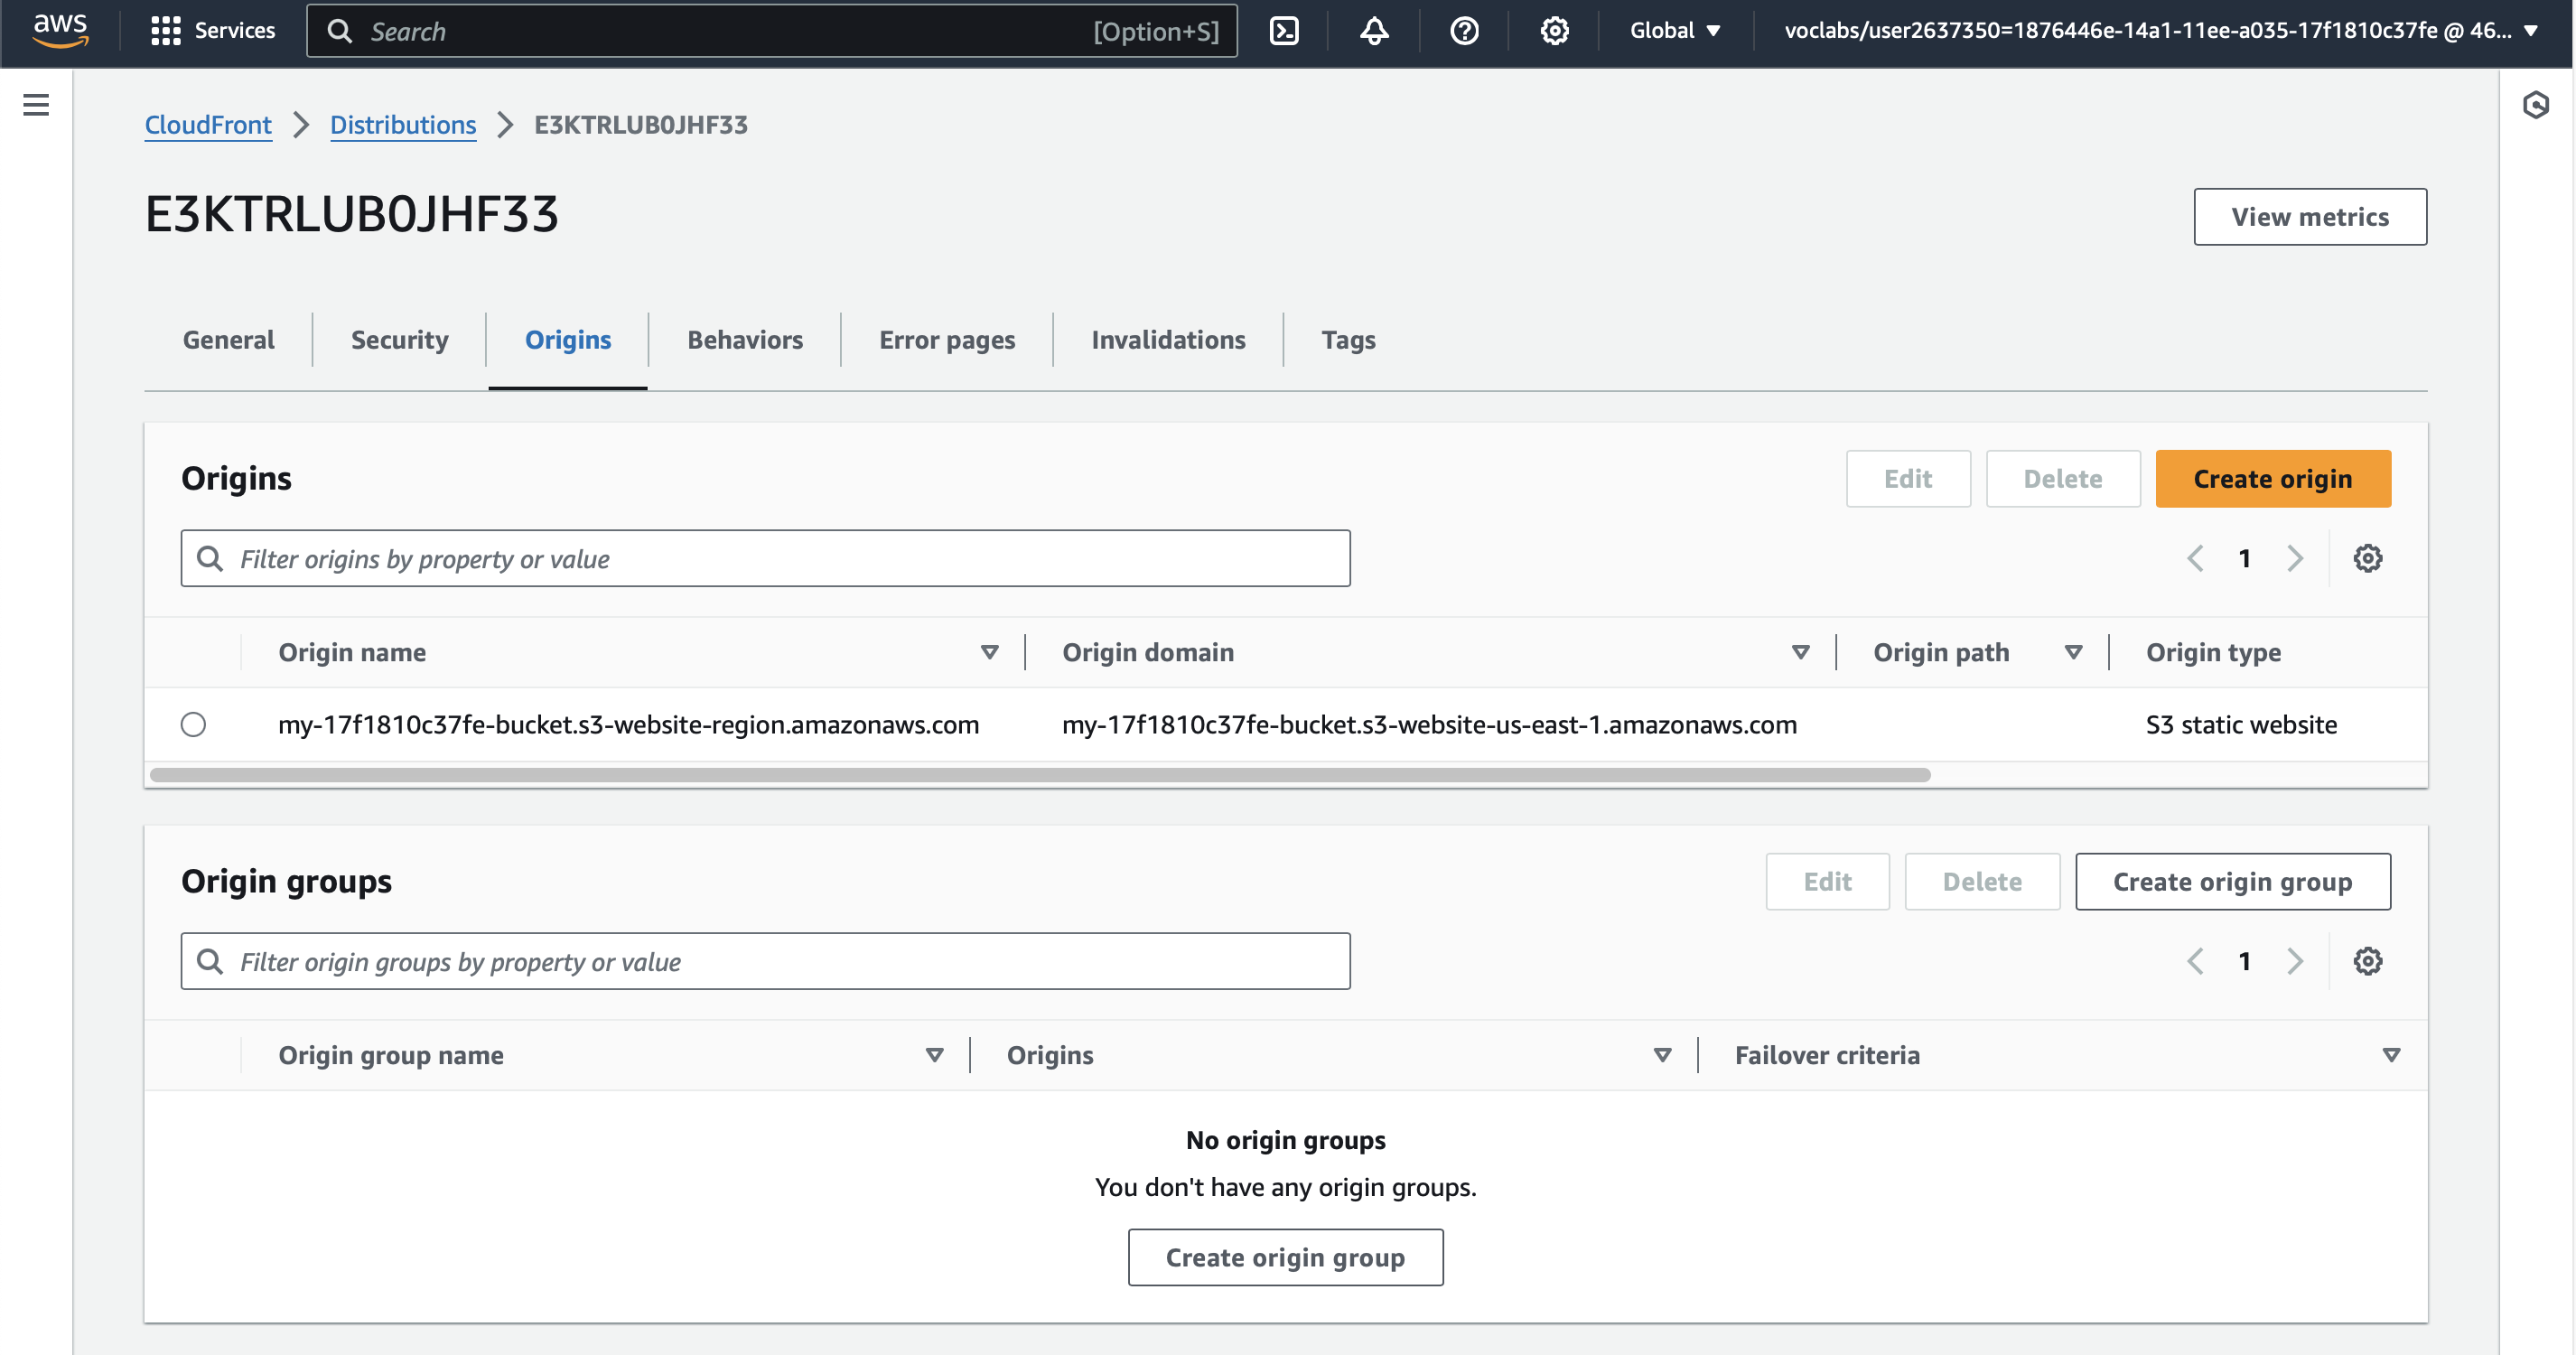 aws Services Search [Option+S] Global voclabs/user2637350=1876446e-14a1-11ee-a035-17f1810c37fe @ 46...
CloudFront Distributions E3KTRLUB0JHF33
E3KTRLUB0JHF33 View metrics
General Security Origins Behaviors Error pages Invalidations Tags
Origins Edit Delete Create origin
Filter origins by property or value 1
Origin name Origin domain Origin path Origin type
my-17f1810c37fe-bucket.s3-website-region.amazonaws.com my-17f1810c37fe-bucket.s3-website-us-east-1.amazonaws.com S3 static website
Origin groups Edit Delete Create origin group
Filter origin groups by property or value 1
Origin group name Origins Failover criteria
No origin groups
You don't have any origin groups.
Create origin group